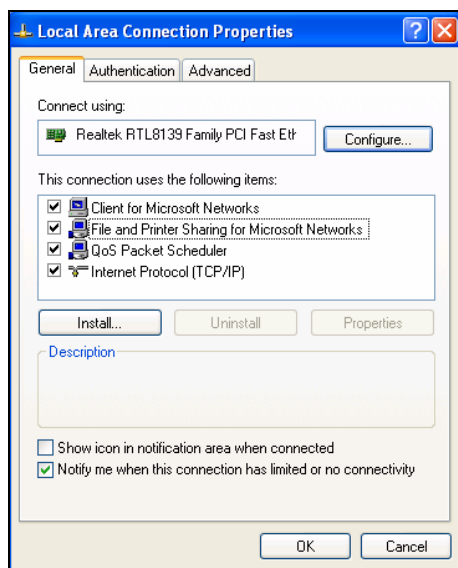 Local Area Connection Properties
General Authentication Advanced
Connect using:
Realtek RTL8139 Family PCI Fast Eth
Configure...
This connection uses the following items:
Client for Microsoft Networks
File and Printer Sharing for Microsoft Networks
QoS Packet Scheduler
Internet Protocol (TCP/IP)
Install... Uninstall Properties
Description
Show icon in notification area when connected
Notify me when this connection has limited or no connectivity
OK Cancel